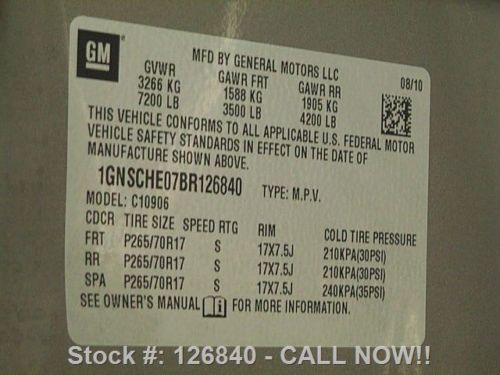 GM
MFD BY GENERAL MOTORS LLC
08/10
GVWR GAWR FRT GAWR RR
3266 KG 1588 KG 1905 KG
7200 LB 3500 LB 4200 LB
THIS VEHICLE CONFORMS TO ALL APPLICABLE U.S. FEDERAL MOTOR
VEHICLE SAFETY STANDARDS IN EFFECT ON THE DATE OF
MANUFACTURE SHOWN ABOVE.
1GNSCHE07BR126840 TYPE: M.P.V.
MODEL: C10906
CDCR TIRE SIZE SPEED RTG RIM COLD TIRE PRESSURE
FRT P265/70R17 S 17X7.5J 210KPA(30PSI)
RR P265/70R17 S 17X7.5J 210KPA(30PSI)
SPA P265/70R17 S 17X7.5J 240KPA(35PSI)
SEE OWNER'S MANUAL FOR MORE INFORMATION.
Stock #: 126840 - CALL NOW!!